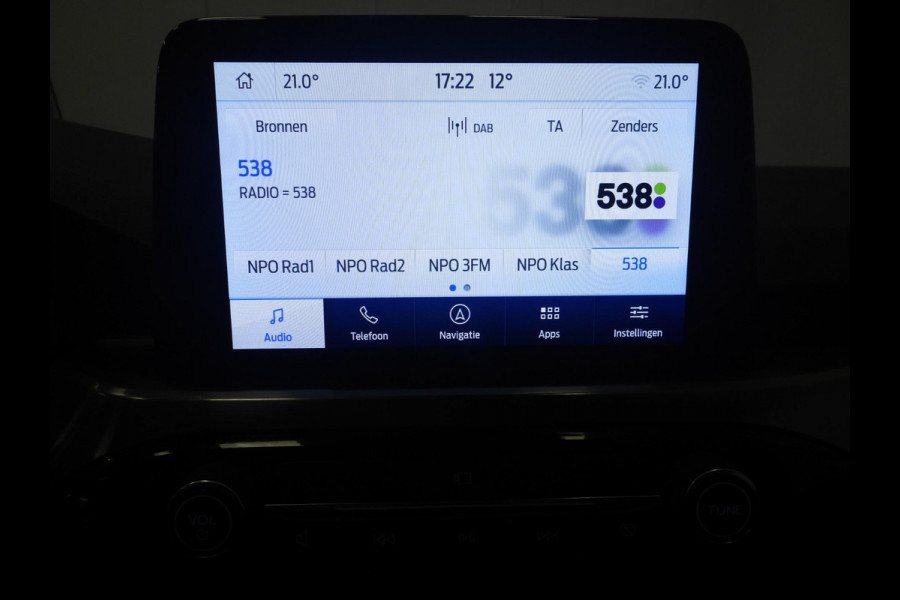 21.0° 17:22 12° 21.0°
Bronnen DAB TA Zenders
538
RADIO = 538
538
538
NPO Rad1 NPO Rad2 NPO 3FM NPO Klas 538
Audio Telefoon Navigatie Apps Instellingen
VOL TUNE